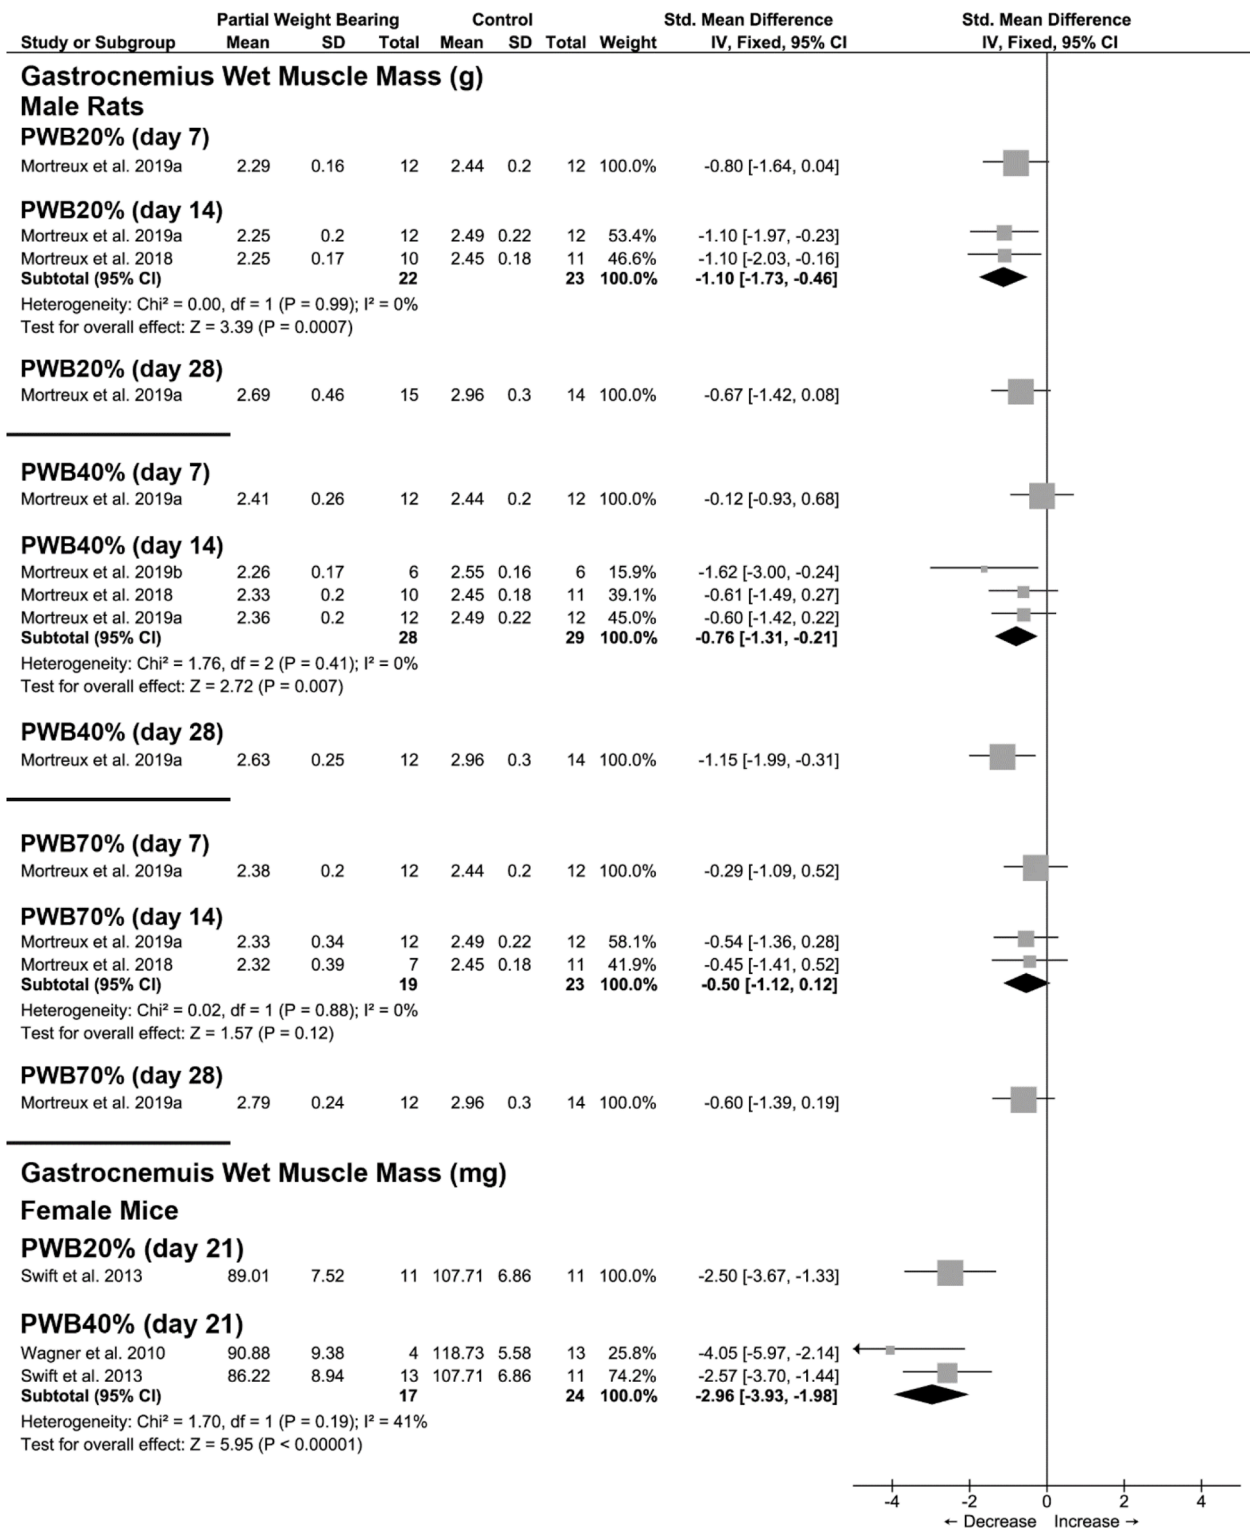 Partial Weight Bearing Control Std. Mean Difference Std. Mean Difference
Study or Subgroup Mean SD Total Mean SD Total Weight IV, Fixed, 95% CI IV, Fixed, 95% CI
Gastrocnemius Wet Muscle Mass (g)
Male Rats
PWB20% (day 7)
Mortreux et al. 2019a 2.29 0.16 12 2.44 0.2 12 100.0% -0.80 [-1.64, 0.04]
PWB20% (day 14)
Mortreux et al. 2019a 2.25 0.2 12 2.49 0.22 12 53.4% -1.10 [-1.97, -0.23]
Mortreux et al. 2018 2.25 0.17 10 2.45 0.18 11 46.6% -1.10 [-2.03, -0.16]
Subtotal (95% CI) 22 23 100.0% -1.10 [-1.73, -0.46]
Heterogeneity: Chi² = 0.00, df = 1 (P = 0.99); I² = 0%
Test for overall effect: Z = 3.39 (P = 0.0007)
PWB20% (day 28)
Mortreux et al. 2019a 2.69 0.46 15 2.96 0.3 14 100.0% -0.67 [-1.42, 0.08]
PWB40% (day 7)
Mortreux et al. 2019a 2.41 0.26 12 2.44 0.2 12 100.0% -0.12 [-0.93, 0.68]
PWB40% (day 14)
Mortreux et al. 2019b 2.26 0.17 6 2.55 0.16 6 15.9% -1.62 [-3.00, -0.24]
Mortreux et al. 2018 2.33 0.2 10 2.45 0.18 11 39.1% -0.61 [-1.49, 0.27]
Mortreux et al. 2019a 2.36 0.2 12 2.49 0.22 12 45.0% -0.60 [-1.42, 0.22]
Subtotal (95% CI) 28 29 100.0% -0.76 [-1.31, -0.21]
Heterogeneity: Chi² = 1.76, df = 2 (P = 0.41); I² = 0%
Test for overall effect: Z = 2.72 (P = 0.007)
PWB40% (day 28)
Mortreux et al. 2019a 2.63 0.25 12 2.96 0.3 14 100.0% -1.15 [-1.99, -0.31]
PWB70% (day 7)
Mortreux et al. 2019a 2.38 0.2 12 2.44 0.2 12 100.0% -0.29 [-1.09, 0.52]
PWB70% (day 14)
Mortreux et al. 2019a 2.33 0.34 12 2.49 0.22 12 58.1% -0.54 [-1.36, 0.28]
Mortreux et al. 2018 2.32 0.39 7 2.45 0.18 11 41.9% -0.45 [-1.41, 0.52]
Subtotal (95% CI) 19 23 100.0% -0.50 [-1.12, 0.12]
Heterogeneity: Chi² = 0.02, df = 1 (P = 0.88); I² = 0%
Test for overall effect: Z = 1.57 (P = 0.12)
PWB70% (day 28)
Mortreux et al. 2019a 2.79 0.24 12 2.96 0.3 14 100.0% -0.60 [-1.39, 0.19]
Gastrocnemuis Wet Muscle Mass (mg)
Female Mice
PWB20% (day 21)
Swift et al. 2013 89.01 7.52 11 107.71 6.86 11 100.0% -2.50 [-3.67, -1.33]
PWB40% (day 21)
Wagner et al. 2010 90.88 9.38 4 118.73 5.58 13 25.8% -4.05 [-5.97, -2.14]
Swift et al. 2013 86.22 8.94 13 107.71 6.86 11 74.2% -2.57 [-3.70, -1.44]
Subtotal (95% CI) 17 24 100.0% -2.96 [-3.93, -1.98]
Heterogeneity: Chi² = 1.70, df = 1 (P = 0.19); I² = 41%
Test for overall effect: Z = 5.95 (P < 0.00001)
-4 -2 0 2 4
← Decrease Increase →